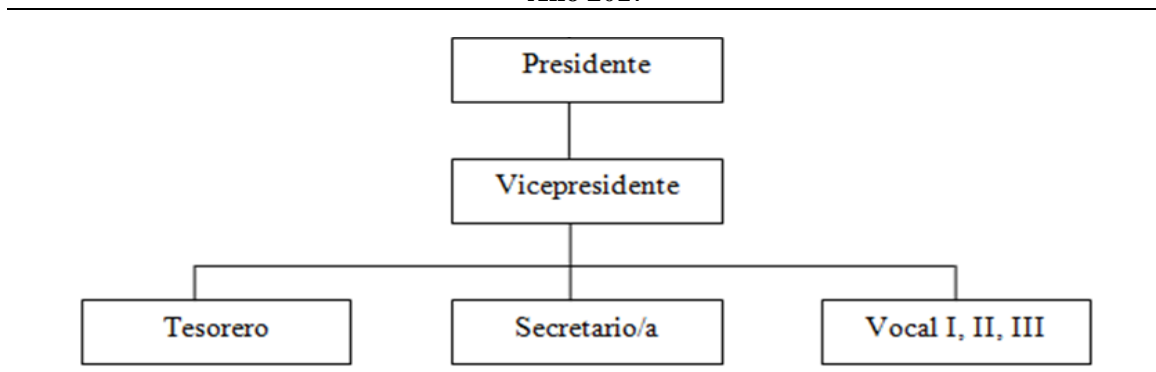 Presidente
Vicepresidente
Tesorero
Secretario/a
Vocal I, II, III